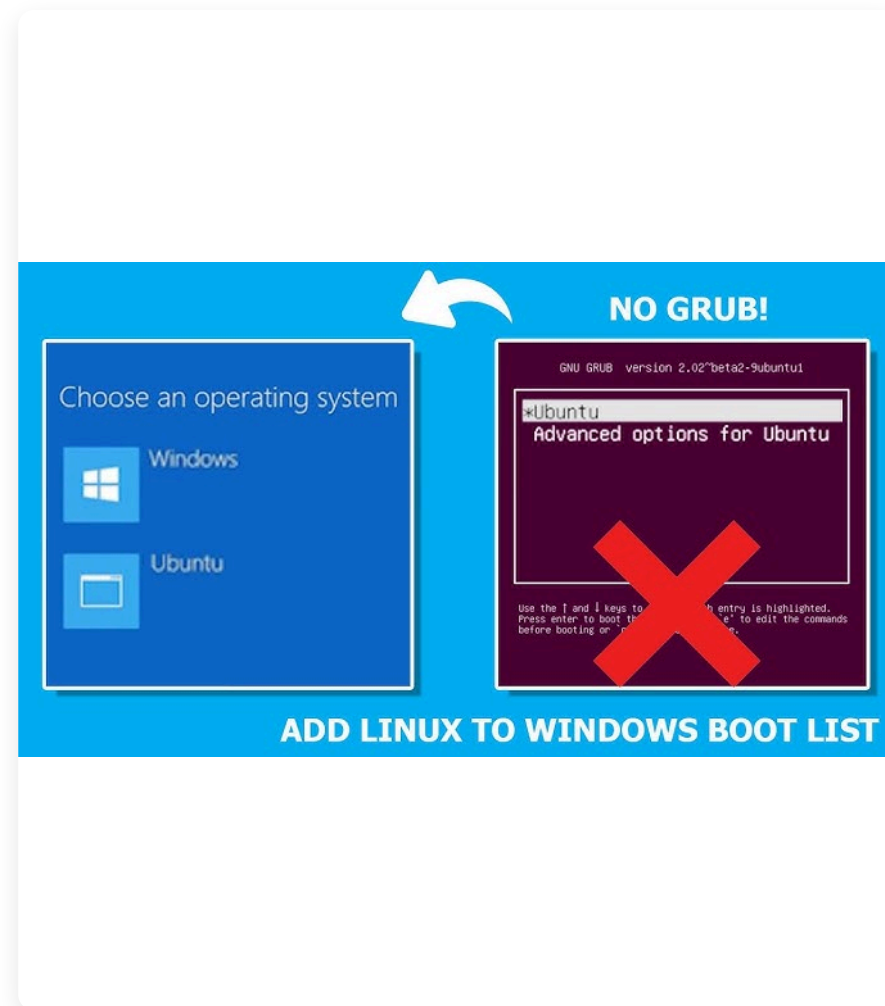 NO GRUB!
Choose an operating system
Windows
Ubuntu
GNU GRUB version 2.02~beta2-9ubuntu1
*Ubuntu
Advanced options for Ubuntu
Use the ↑ and ↓ keys to entry is highlighted.
Press enter to boot to edit the commands
before booting or
ADD LINUX TO WINDOWS BOOT LIST